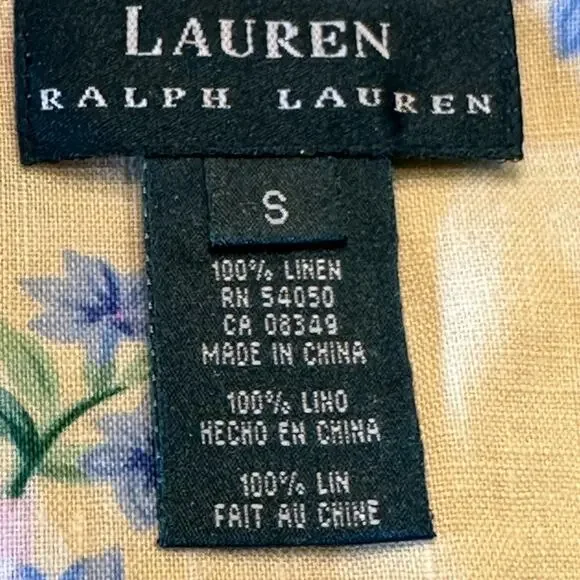 LAUREN
RALPH LAUREN
S
100% LINEN
RN 54050
CA 08349
MADE IN CHINA
100% LINO
HECHO EN CHINA
100% LIN
FAIT AU CHINE